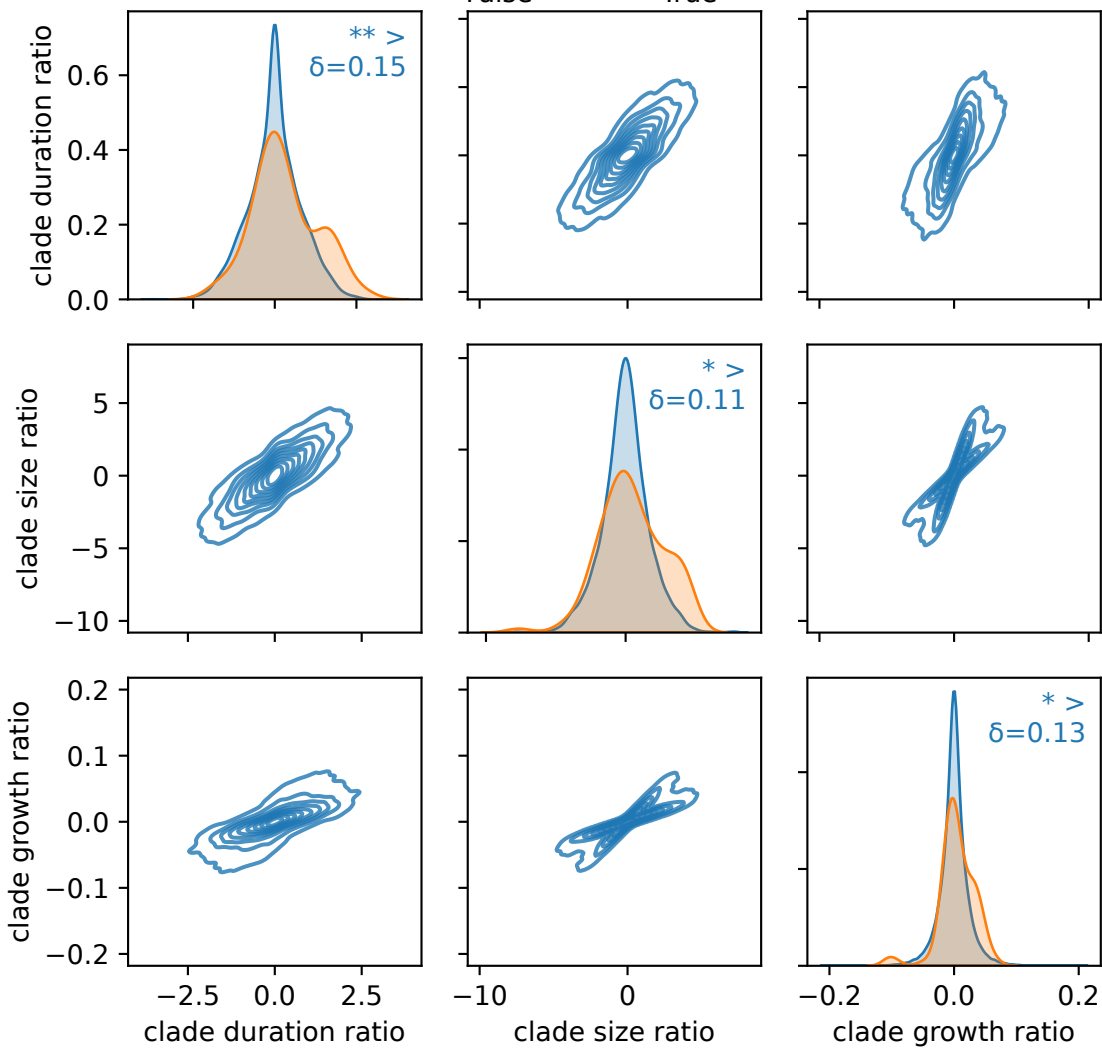 True
clade duration ratio
0.6
0.4
0.2
0.0
** >
δ=0.15
clade size ratio
5
0
−5
−10
* >
δ=0.11
clade growth ratio
0.2
0.1
0.0
−0.1
−0.2
* >
δ=0.13
−2.5
0.0
2.5
−10
0
−0.2
0.0
0.2
clade duration ratio
clade size ratio
clade growth ratio